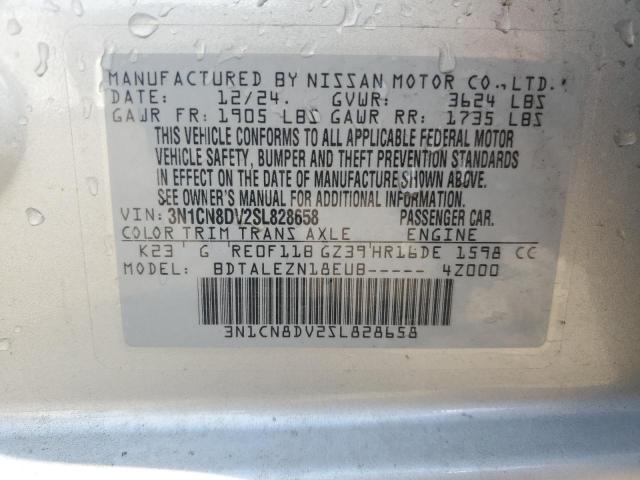 MANUFACTURED BY NISSAN MOTOR CO., LTD.
DATE: 12/24. GVWR: 3624 LBS
GAWR FR: 1905 LBS GAWR RR: 1735 LBS
THIS VEHICLE CONFORMS TO ALL APPLICABLE FEDERAL MOTOR
VEHICLE SAFETY, BUMPER AND THEFT PREVENTION STANDARDS
IN EFFECT ON THE DATE OF MANUFACTURE SHOWN ABOVE.
SEE OWNER'S MANUAL FOR ADDITIONAL INFORMATION.
VIN: 3N1CN8DV2SL828658 PASSENGER CAR.
COLOR TRIM TRANS AXLE ENGINE
K23 G RE0F11B GZ39 HR16DE 1598 CC
MODEL: BDTALEZN18EUB----- 4Z000
3N1CN8DV2SL828658